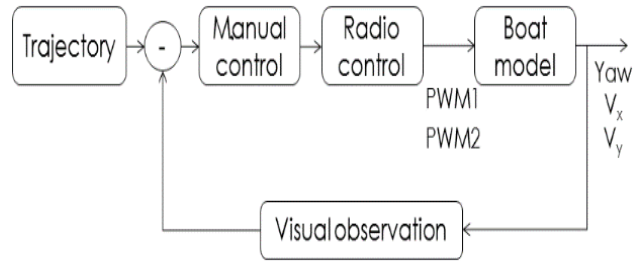 Trajectory
-
Manual
control
Radio
control
Boat
model
PWM1
PWM2
Yaw
Vx
Vy
Visual observation